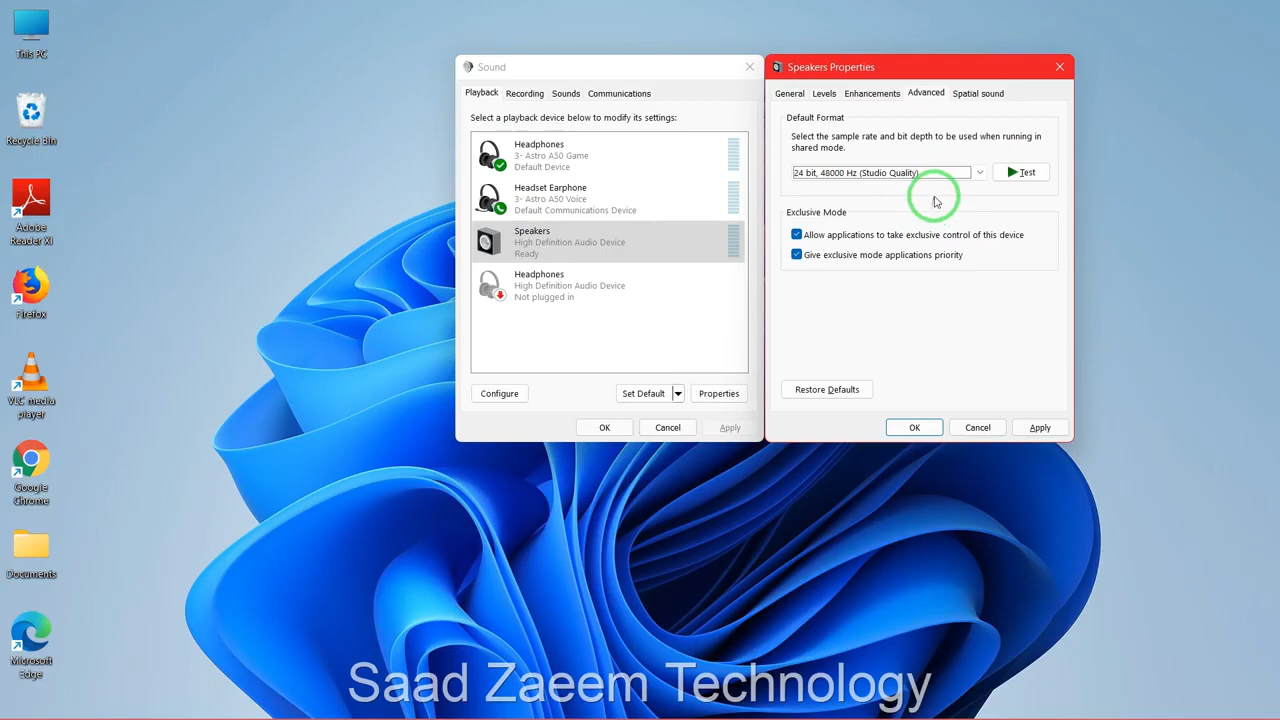 This PC
Recycle Bin
Adobe
Reader XI
Firefox
VLC media
player
Google
Chrome
Documents
Microsoft
Edge
Sound
Playback Recording Sounds Communications
Select a playback device below to modify its settings:
Headphones
3- Astro A50 Game
Default Device
Headset Earphone
3- Astro A50 Voice
Default Communications Device
Speakers
High Definition Audio Device
Ready
Headphones
High Definition Audio Device
Not plugged in
Configure Set Default Properties
OK Cancel Apply
Speakers Properties
General Levels Enhancements Advanced Spatial sound
Default Format
Select the sample rate and bit depth to be used when running in
shared mode.
24 bit, 48000 Hz (Studio Quality) Test
Exclusive Mode
Allow applications to take exclusive control of this device
Give exclusive mode applications priority
Restore Defaults
OK Cancel Apply
Saad Zaeem Technology